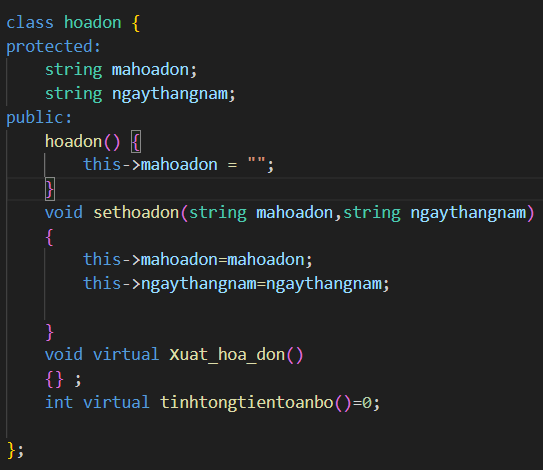 class hoadon {
protected:
    string mahoadon;
    string ngaythangnam;
public:
    hoadon() {
        this->mahoadon = "";
    }
    void sethoadon(string mahoadon,string ngaythangnam)
    {
        this->mahoadon=mahoadon;
        this->ngaythangnam=ngaythangnam;
    }
    void virtual Xuat_hoa_don()
    {} ;
    int virtual tinhtongtientoanbo()=0;
};